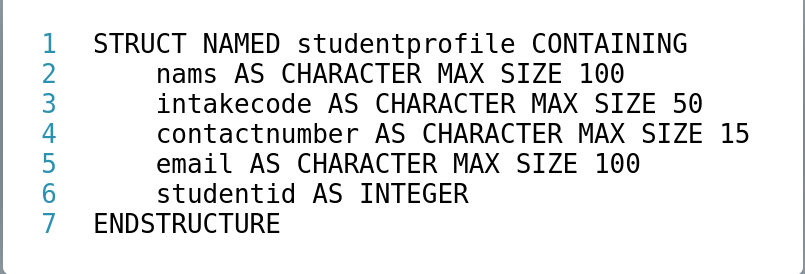 1 STRUCT NAMED studentprofile CONTAINING
2 nams AS CHARACTER MAX SIZE 100
3 intakecode AS CHARACTER MAX SIZE 50
4 contactnumber AS CHARACTER MAX SIZE 15
5 email AS CHARACTER MAX SIZE 100
6 studentid AS INTEGER
7 ENDSTRUCTURE